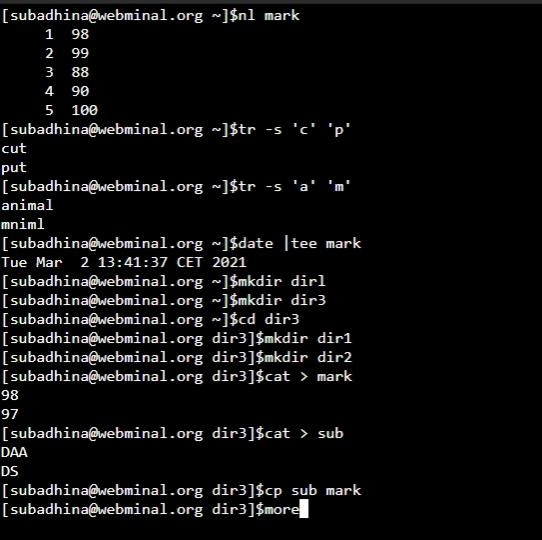 [subadhina@webminal.org ~]$nl mark
     1  98
     2  99
     3  88
     4  90
     5  100
[subadhina@webminal.org ~]$tr -s 'c' 'p'
cut
put
[subadhina@webminal.org ~]$tr -s 'a' 'm'
animal
mniml
[subadhina@webminal.org ~]$date |tee mark
Tue Mar  2 13:41:37 CET 2021
[subadhina@webminal.org ~]$mkdir dirl
[subadhina@webminal.org ~]$mkdir dir3
[subadhina@webminal.org ~]$cd dir3
[subadhina@webminal.org dir3]$mkdir dir1
[subadhina@webminal.org dir3]$mkdir dir2
[subadhina@webminal.org dir3]$cat > mark
98
97
[subadhina@webminal.org dir3]$cat > sub
DAA
DS
[subadhina@webminal.org dir3]$cp sub mark
[subadhina@webminal.org dir3]$more